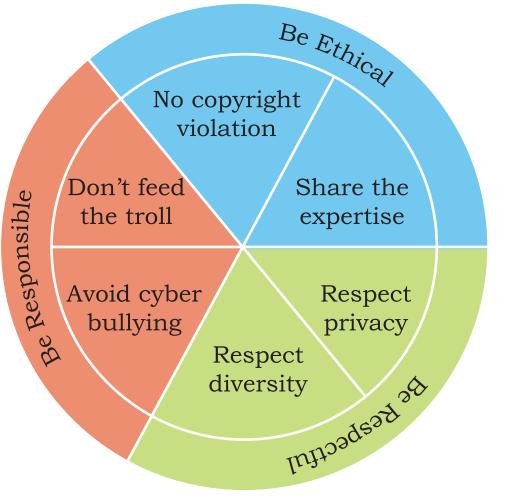 Be Ethical
No copyright
violation
Share the
expertise
Don't feed
the troll
Be Responsible
Avoid cyber
bullying
Respect
privacy
Respect
diversity
Be Respectful